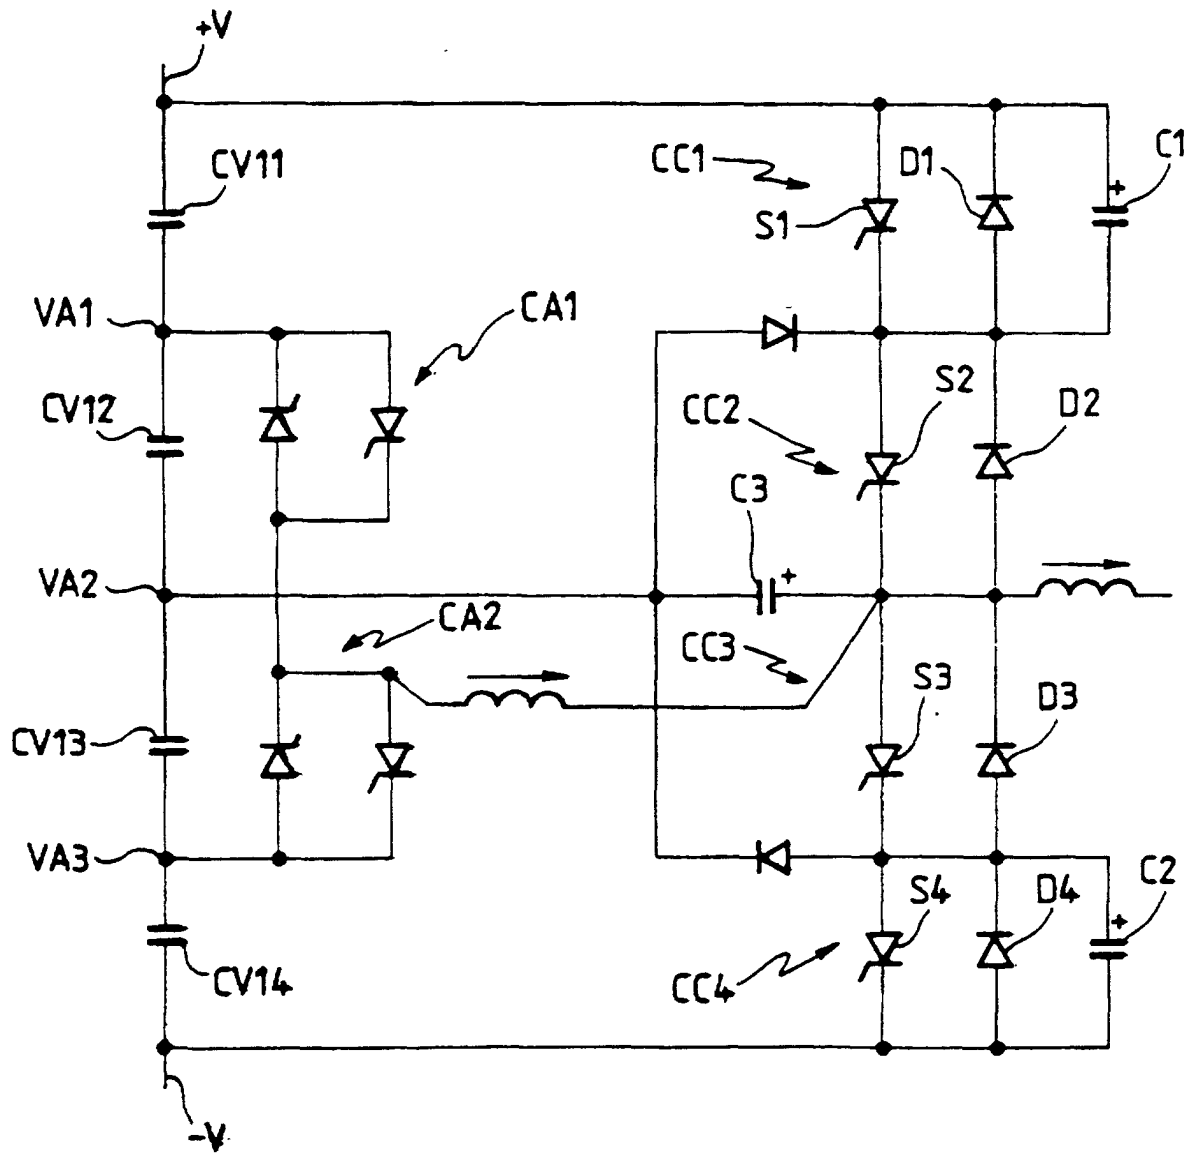 +V
CV11
CC1
D1
C1
+
S1
VA1
CA1
CV12
CC2
S2
D2
C3
+
VA2
CA2
CC3
S3
D3
CV13
VA3
S4
D4
C2
+
CV14
CC4
-V